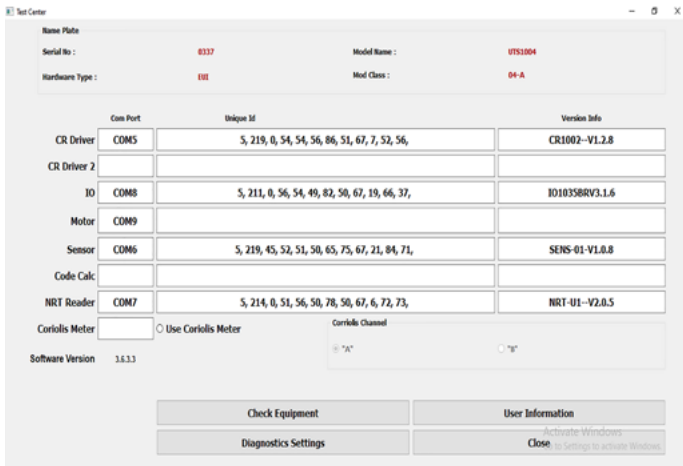 Test Center
Name Plate
Serial No : 0337 Model Name : UTS1004
Hardware Type : EUI Mod Class : 04-A
Com Port Unique Id Version Info
CR Driver COM5 5, 219, 0, 54, 54, 56, 86, 51, 67, 7, 52, 56, CR1002--V1.2.8
CR Driver 2
IO COM8 5, 211, 0, 56, 54, 49, 82, 50, 67, 19, 66, 37, IO1035BRV3.1.6
Motor COM9
Sensor COM6 5, 219, 45, 52, 51, 50, 65, 75, 67, 21, 84, 71, SENS-01-V1.0.8
Code Calc
NRT Reader COM7 5, 214, 0, 51, 56, 50, 78, 50, 67, 6, 72, 73, NRT-U1--V2.0.5
Coriolis Meter Use Coriolis Meter
Corriolis Channel
"A" "B"
Software Version 3.6.3.3
Check Equipment User Information
Diagnostics Settings Close
Activate Windows
to Settings to activate Windows.